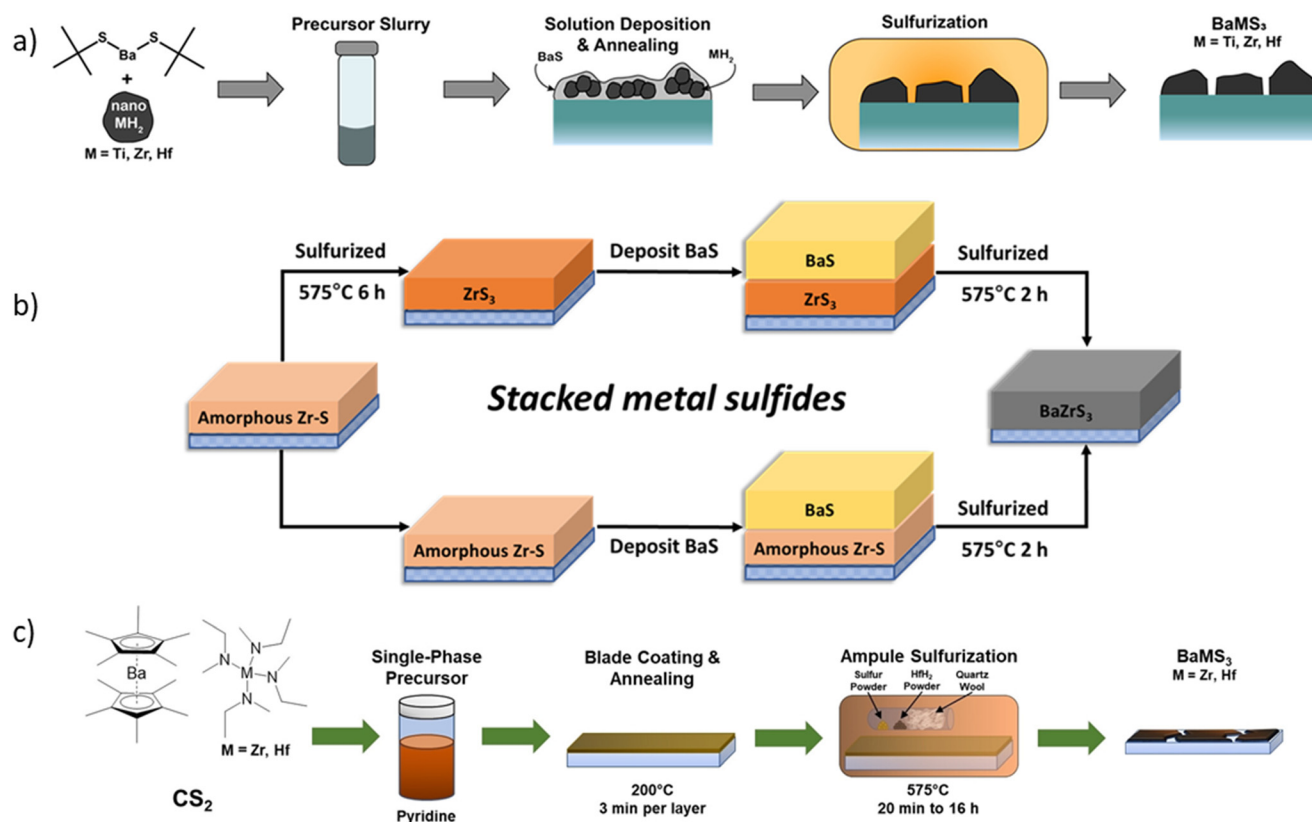 a)
S
Ba
S
+
nano
MH₂
M = Ti, Zr, Hf
Precursor Slurry
Solution Deposition
& Annealing
BaS
MH₂
Sulfurization
BaMS₃
M = Ti, Zr, Hf
b)
Amorphous Zr-S
Sulfurized
575°C 6 h
ZrS₃
Deposit BaS
BaS
ZrS₃
Sulfurized
575°C 2 h
Stacked metal sulfides
BaZrS₃
Amorphous Zr-S
Deposit BaS
BaS
Amorphous Zr-S
Sulfurized
575°C 2 h
c)
Ba
N
N
M
N
N
M = Zr, Hf
CS₂
Single-Phase
Precursor
Pyridine
Blade Coating &
Annealing
200°C
3 min per layer
Ampule Sulfurization
Sulfur
Powder
HfH₂
Powder
Quartz
Wool
575°C
20 min to 16 h
BaMS₃
M = Zr, Hf